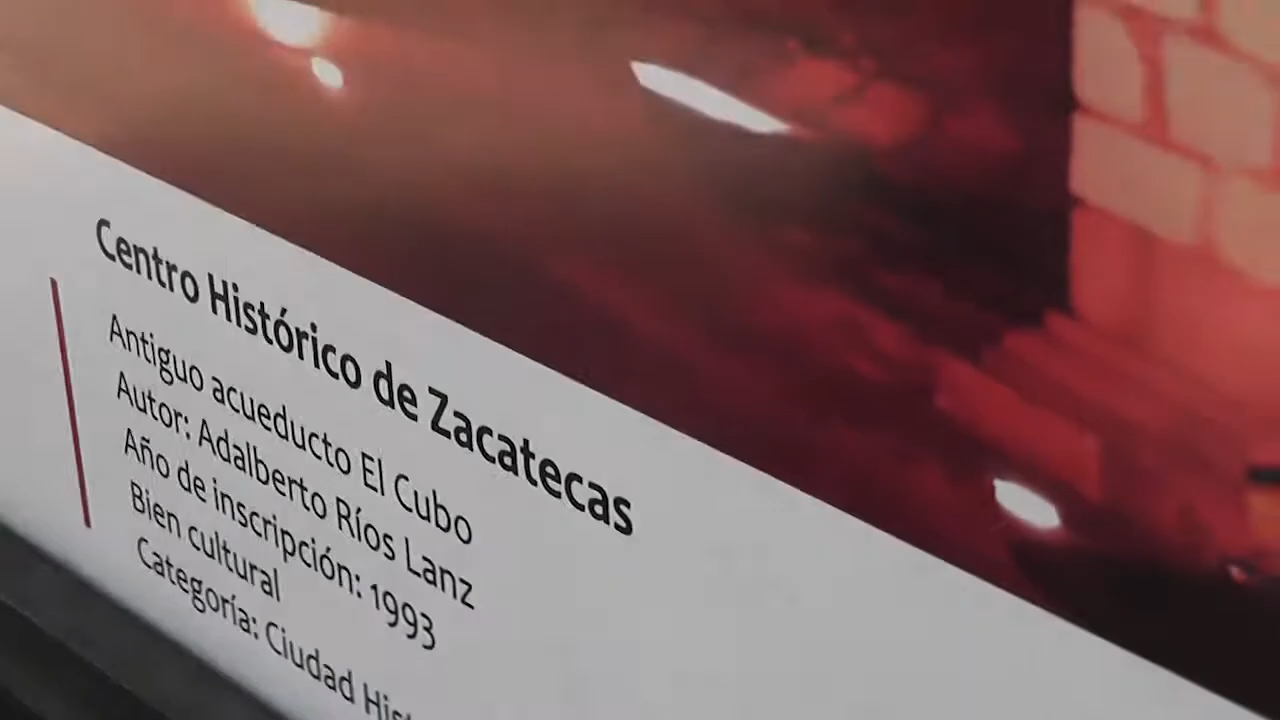 Centro Histórico de Zacatecas
Antiguo acueducto El Cubo
Autor: Adalberto Ríos Lanz
Año de inscripción: 1993
Bien cultural
Categoría: Ciudad